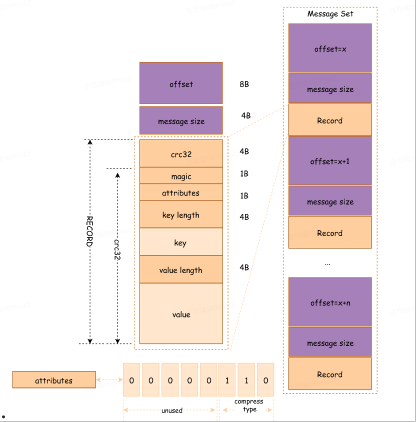 Message Set
offset=x
message size
Record
offset=x+1
message size
Record
...
offset=x+n
message size
Record
offset
8B
message size
4B
crc32
4B
magic
1B
attributes
1B
key length
4B
key
value length
4B
value
RECORD
crc32
attributes
0 0 0 0 0 1 1 0
unused
compress
type